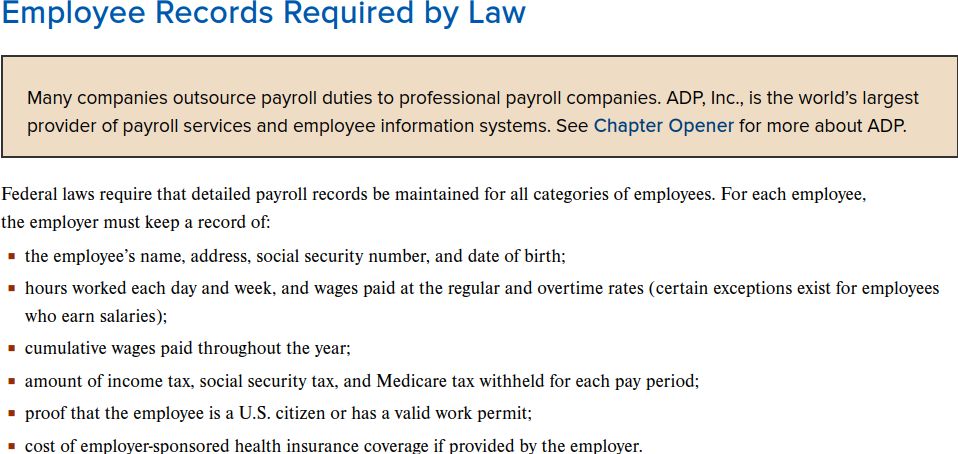 Employee Records Required by Law
Many companies outsource payroll duties to professional payroll companies. ADP, Inc., is the world’s largest
provider of payroll services and employee information systems. See Chapter Opener for more about ADP.
Federal laws require that detailed payroll records be maintained for all categories of employees. For each employee,
the employer must keep a record of:
▪ the employee’s name, address, social security number, and date of birth;
▪ hours worked each day and week, and wages paid at the regular and overtime rates (certain exceptions exist for employees
who earn salaries);
▪ cumulative wages paid throughout the year;
▪ amount of income tax, social security tax, and Medicare tax withheld for each pay period;
▪ proof that the employee is a U.S. citizen or has a valid work permit;
▪ cost of employer-sponsored health insurance coverage if provided by the employer.